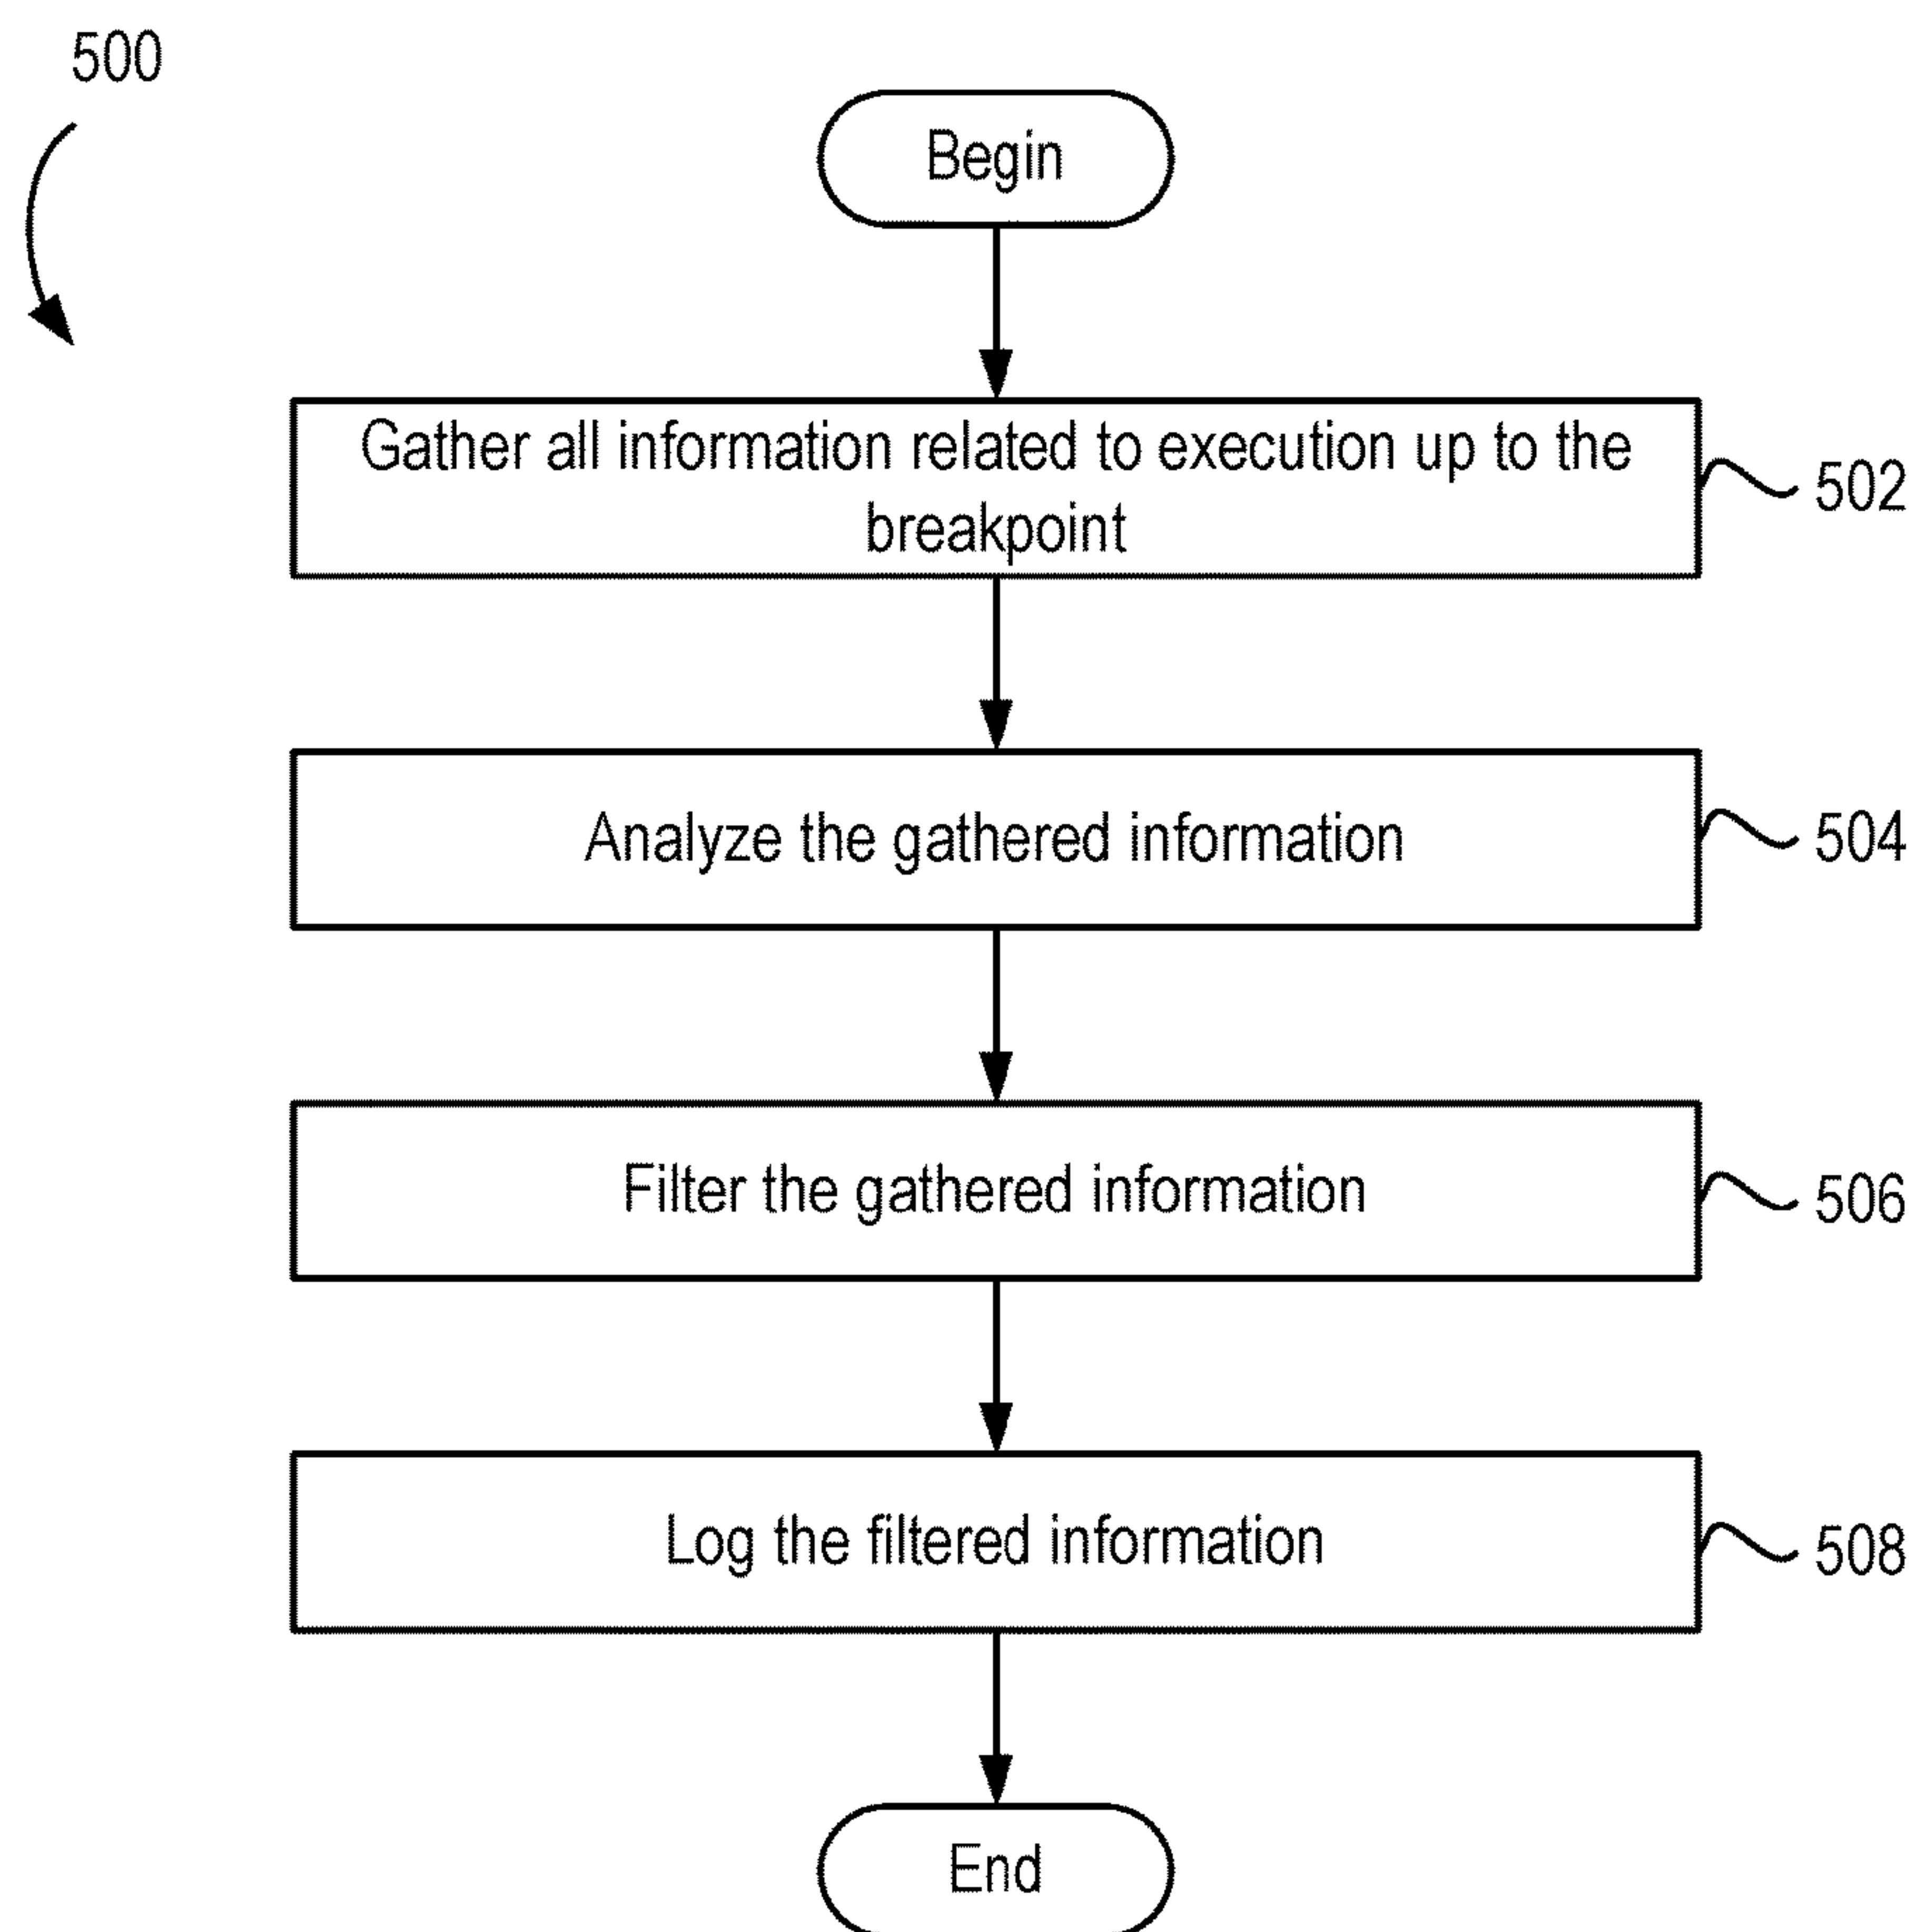 500
Begin
Gather all information related to execution up to the
breakpoint
502
Analyze the gathered information
504
Filter the gathered information
506
Log the filtered information
508
End